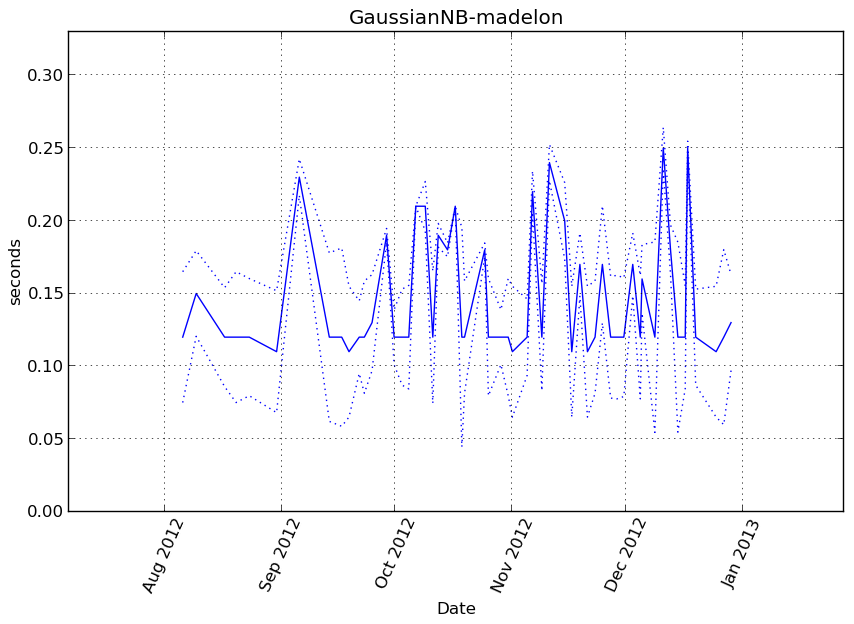 GaussianNB-madelon
0.30
0.25
0.20
0.15
0.10
0.05
0.00
seconds
Aug 2012
Sep 2012
Oct 2012
Nov 2012
Dec 2012
Jan 2013
Date